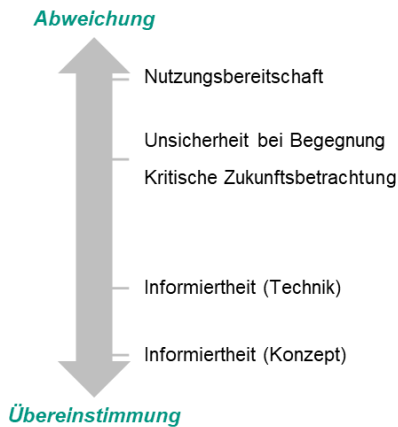 Abweichung
Nutzungsbereitschaft
Unsicherheit bei Begegnung
Kritische Zukunftsbetrachtung
Informiertheit (Technik)
Informiertheit (Konzept)
Übereinstimmung